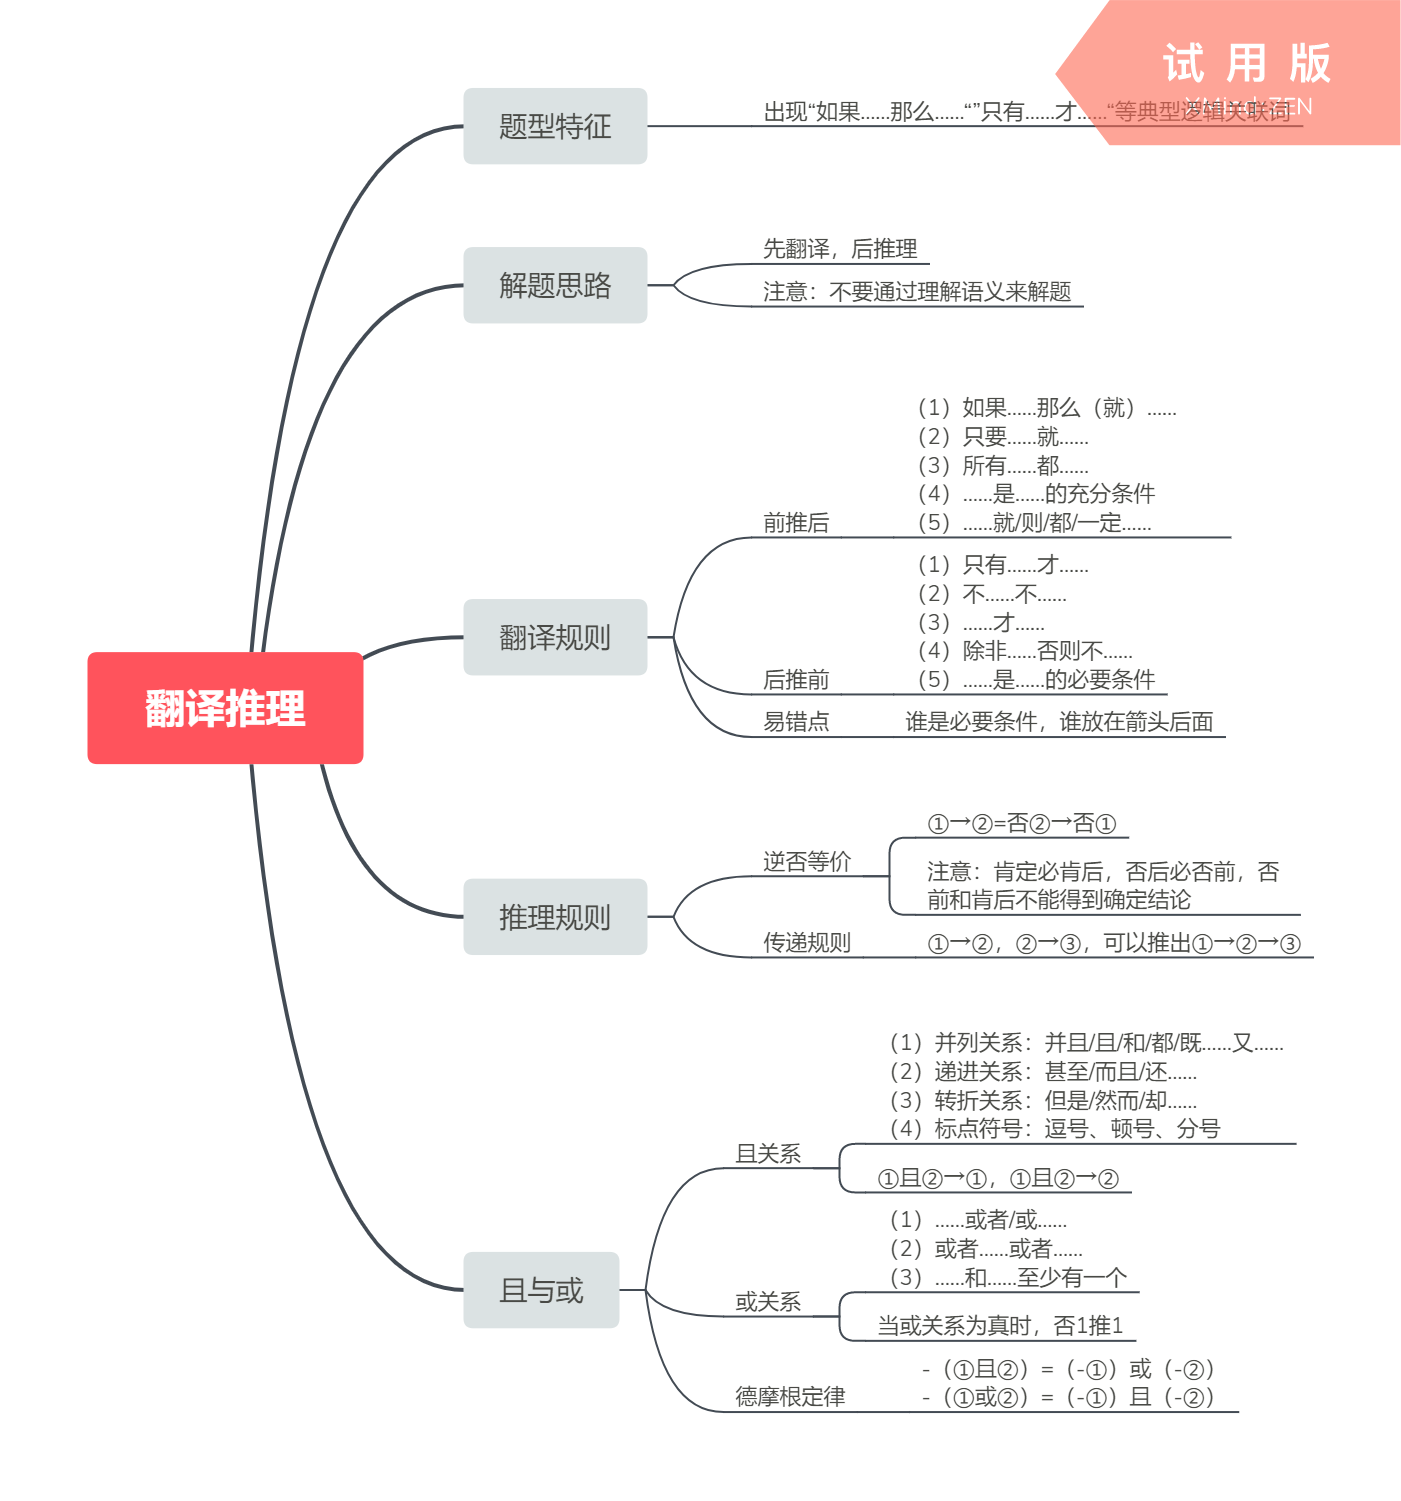 试 用 版
XMind ZEN
题型特征
出现“如果......那么......“”只有......才......“等典型逻辑关联词
解题思路
先翻译，后推理
注意：不要通过理解语义来解题
翻译推理
翻译规则
前推后
（1）如果......那么（就）......
（2）只要......就......
（3）所有......都......
（4）......是......的充分条件
（5）......就/则/都/一定......
后推前
（1）只有......才......
（2）不......不......
（3）......才......
（4）除非......否则不......
（5）......是......的必要条件
易错点
谁是必要条件，谁放在箭头后面
推理规则
逆否等价
①→②=否②→否①
注意：肯定必肯后，否后必否前，否
前和肯后不能得到确定结论
传递规则
①→②，②→③，可以推出①→②→③
且与或
且关系
（1）并列关系：并且/且/和/都/既......又......
（2）递进关系：甚至/而且/还......
（3）转折关系：但是/然而/却......
（4）标点符号：逗号、顿号、分号
①且②→①，①且②→②
或关系
（1）......或者/或......
（2）或者......或者......
（3）......和......至少有一个
当或关系为真时，否1推1
德摩根定律
-（①且②）=（-①）或（-②）
-（①或②）=（-①）且（-②）